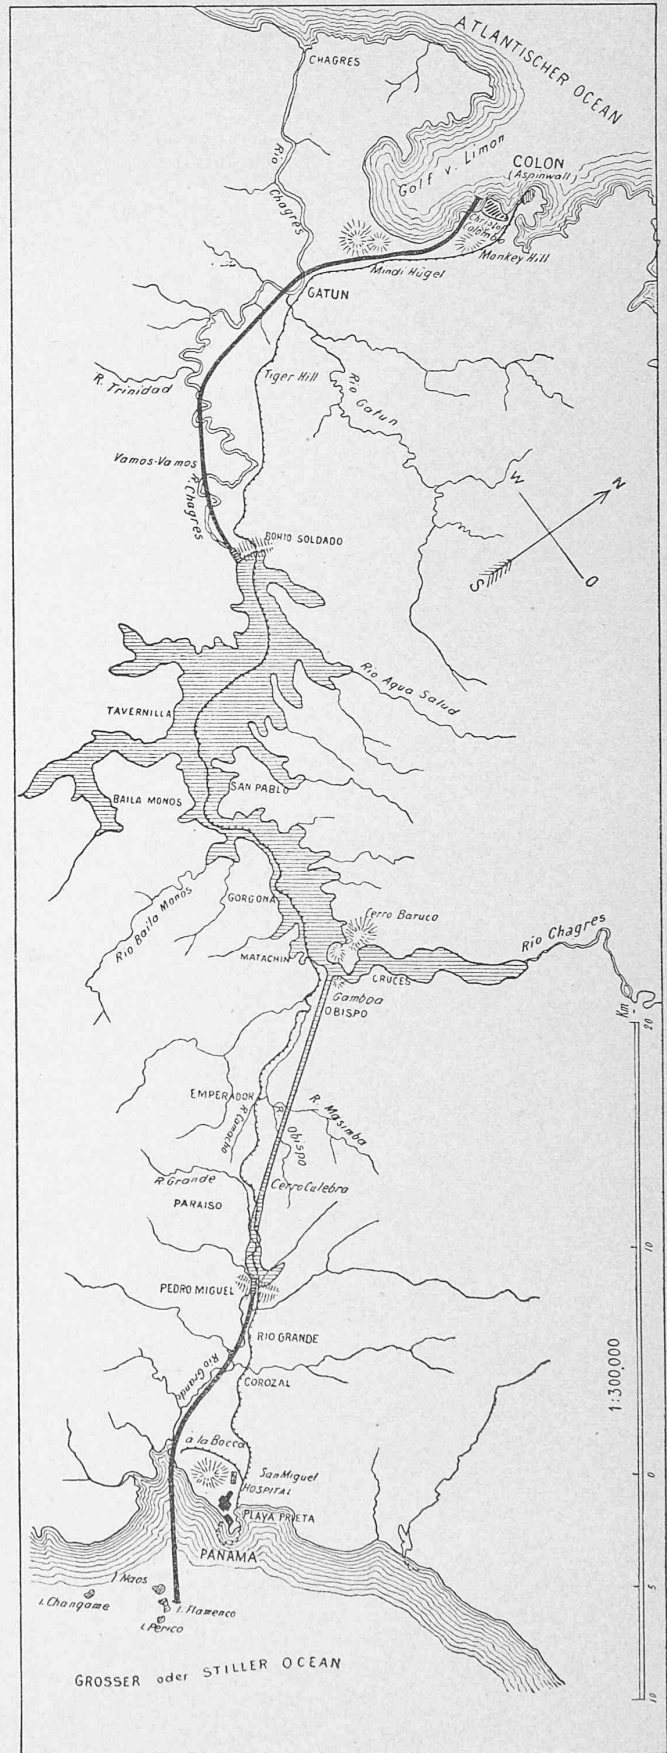 ATLANTISCHER OCEAN
CHAGRES
Golf v. Limon
COLON
(Aspinwall)
Rio
Chagres
Christof
Colombo
Monkey Hill
Mindi Hügel
GATUN
Tiger Hill
R. Trinidad
Rio Gatun
Vamos-Vamos
R. Chagres
W
N
S
O
BOHIO SOLDADO
Rio Agua Salud
TAVERNILLA
SAN PABLO
BAILA MONOS
Rio Baila Monos
GORGONA
Cerro Baruco
Rio Chagres
MATACHIN
CRUCES
Gamboa
OBISPO
Km
20
EMPERADOR
R. Camacho
R.
Obispo
R. Masimba
R. Grande
Cerro Culebra
PARAISO
10
PEDRO MIGUEL
RIO GRANDE
Rio Grande
COROZAL
1:300,000
a la Bocca
San Miguel
HOSPITAL
0
PLAYA PRIETA
PANAMA
I. Naos
I. Changame
I. Flamenco
I. Perico
5
GROSSER oder STILLER OCEAN
10